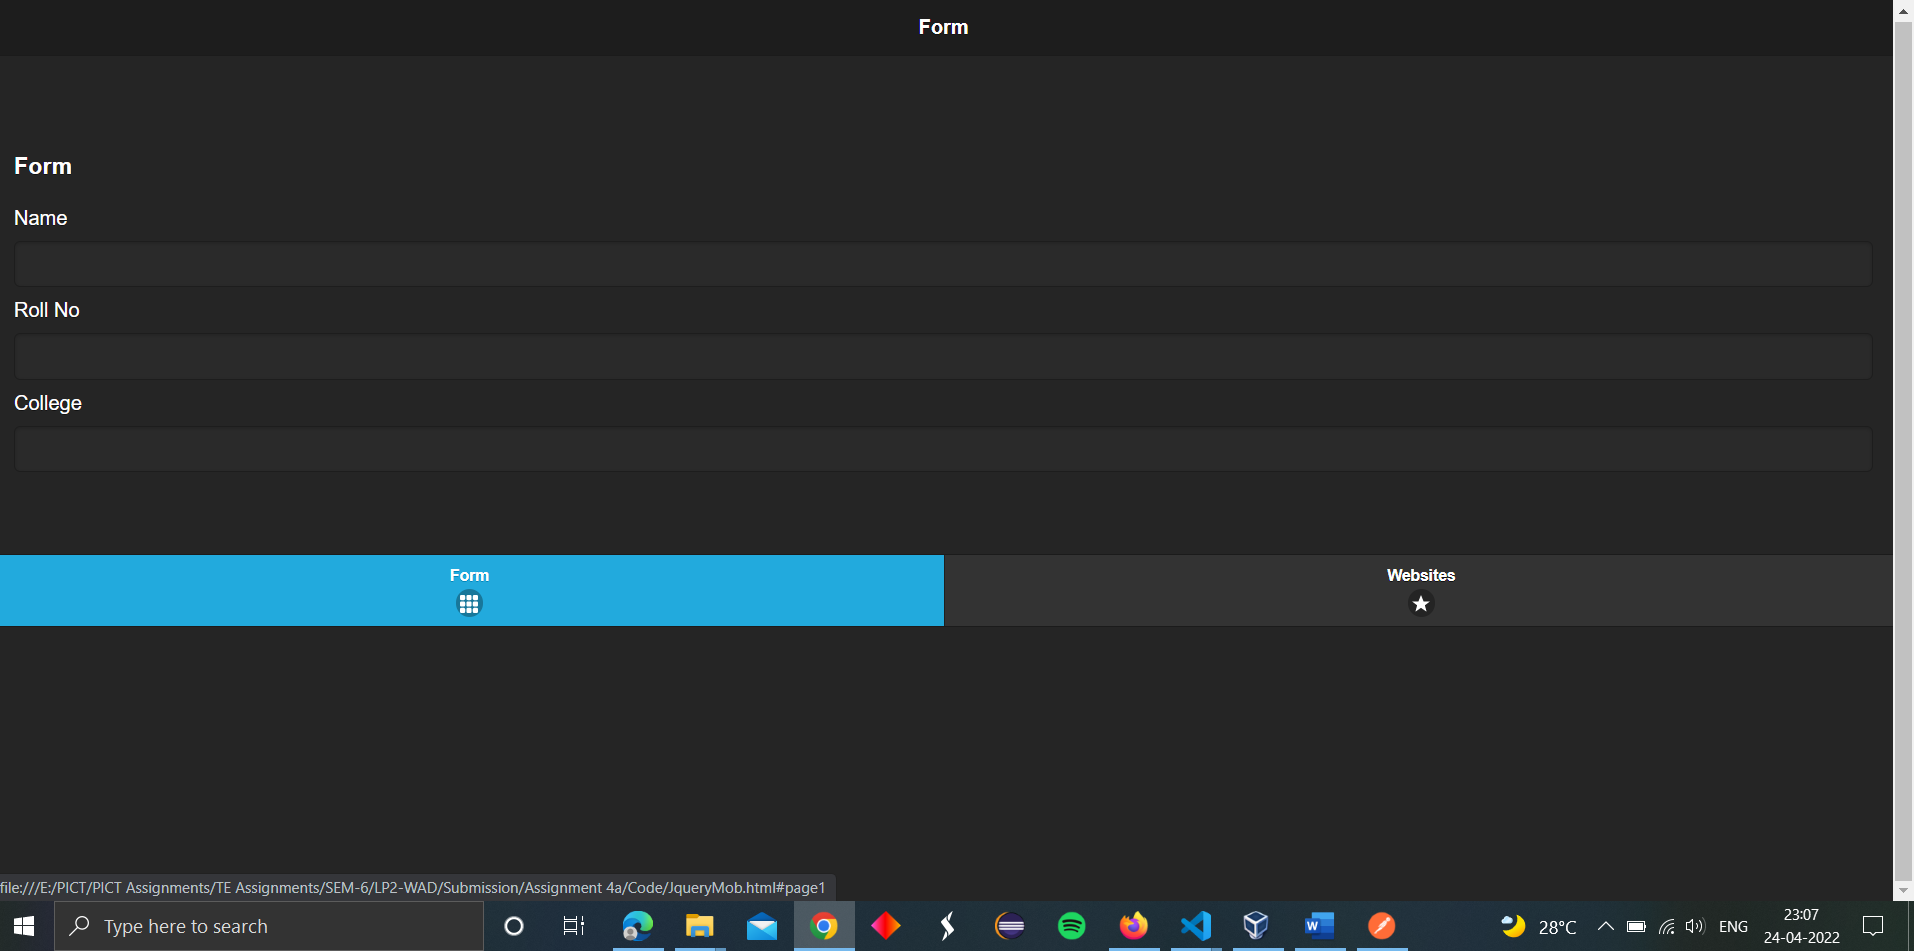 Form
Form
Name
Roll No
College
Form
Websites
file:///E:/PICT/PICT Assignments/TE Assignments/SEM-6/LP2-WAD/Submission/Assignment 4a/Code/JqueryMob.html#page1
Type here to search
28°C
ENG
23:07
24-04-2022